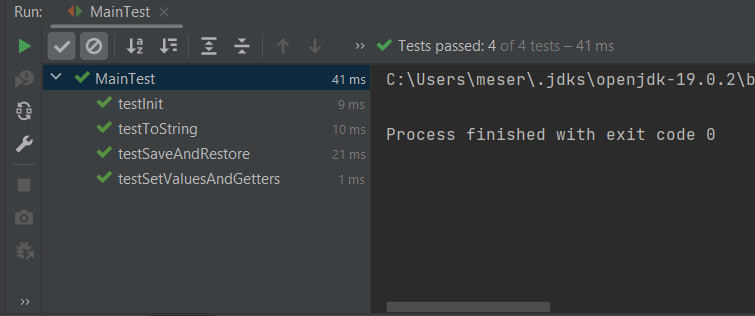 Run: MainTest
Tests passed: 4 of 4 tests – 41 ms
MainTest 41 ms
testInit 9 ms
testToString 10 ms
testSaveAndRestore 21 ms
testSetValuesAndGetters 1 ms
C:\Users\meser\.jdks\openjdk-19.0.2\b
Process finished with exit code 0